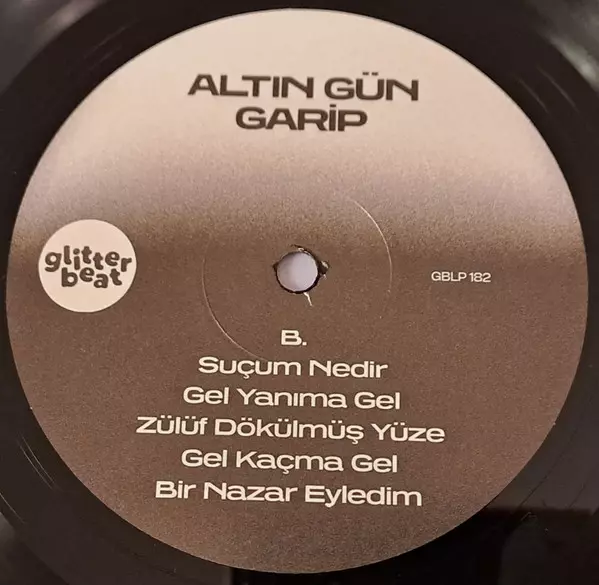 ALTIN GÜN
GARİP
glitter
beat
GBLP 182
B.
Suçum Nedir
Gel Yanıma Gel
Zülüf Dökülmüş Yüze
Gel Kaçma Gel
Bir Nazar Eyledim